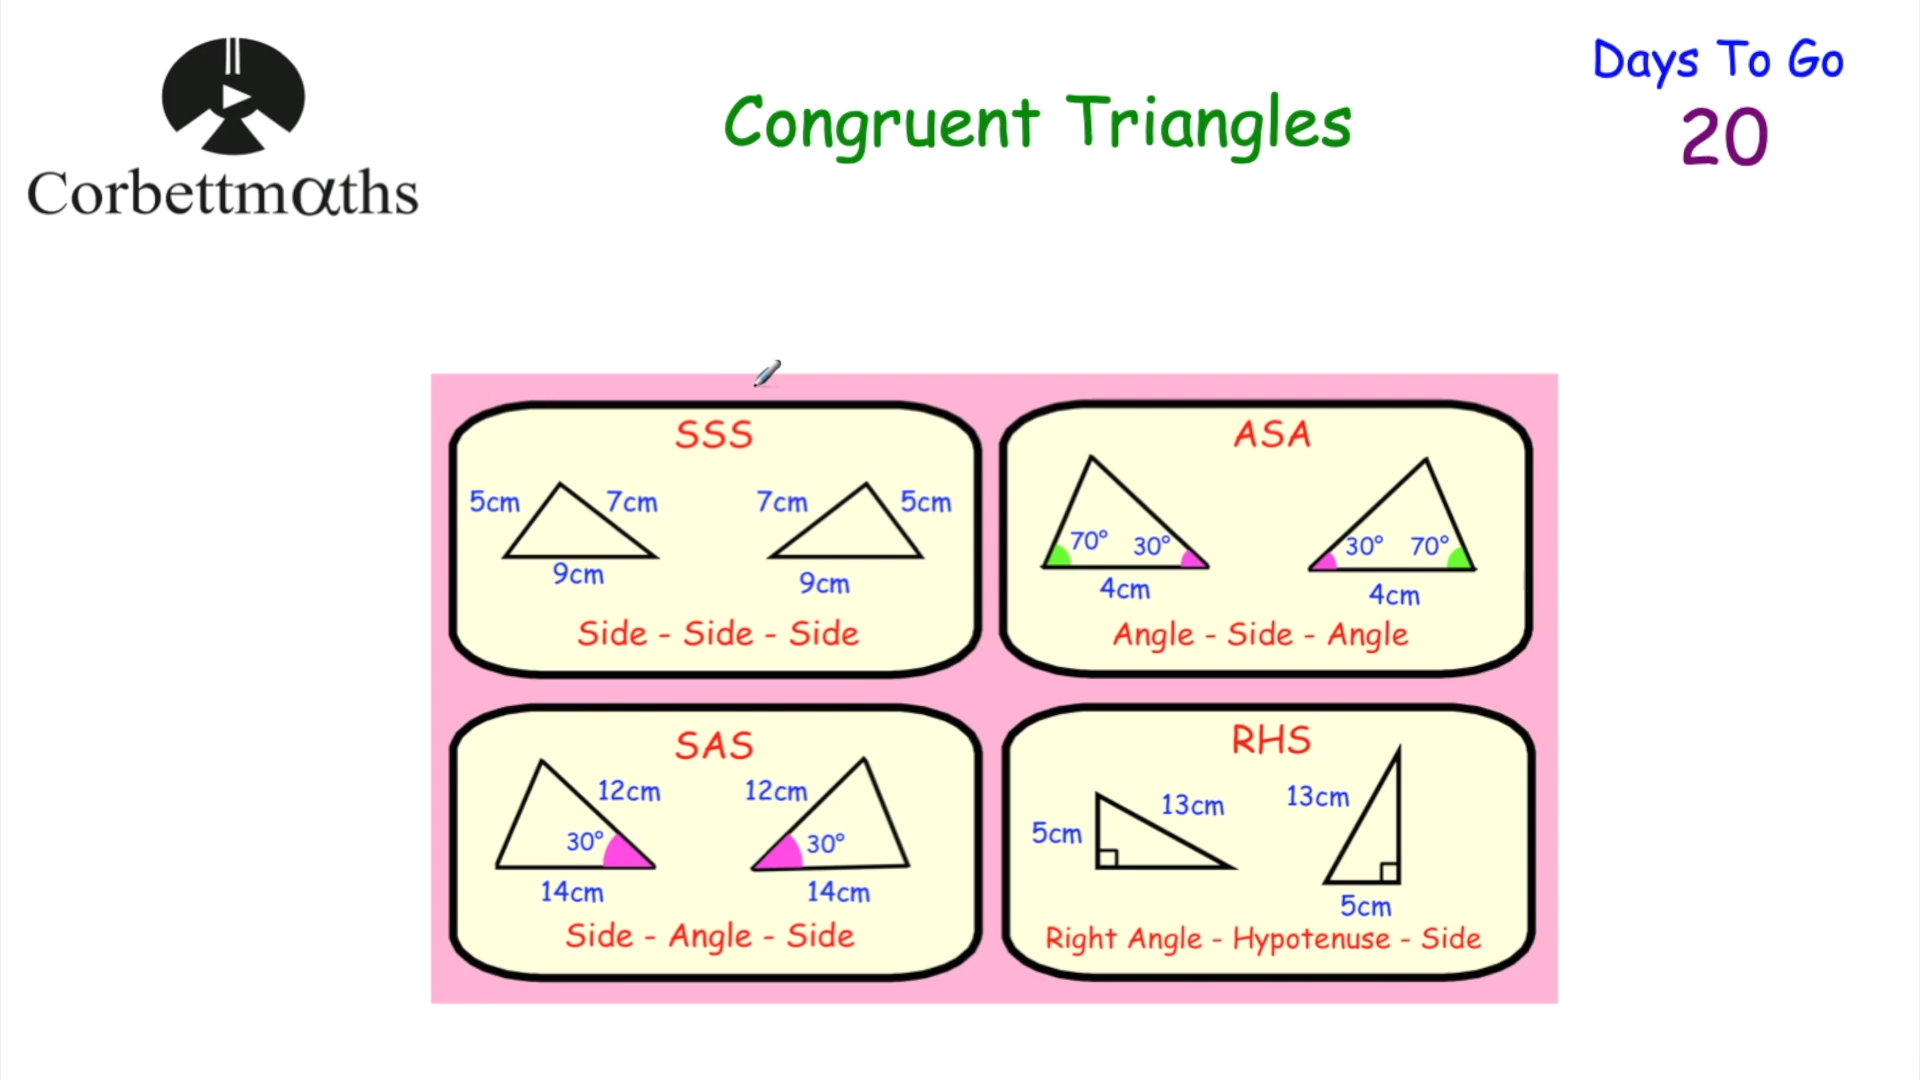 Corbettmαths
Congruent Triangles
Days To Go
20
SSS
5cm
7cm
9cm
7cm
5cm
9cm
Side - Side - Side
ASA
70°
30°
4cm
30°
70°
4cm
Angle - Side - Angle
SAS
12cm
30°
14cm
12cm
30°
14cm
Side - Angle - Side
RHS
5cm
13cm
13cm
5cm
Right Angle - Hypotenuse - Side